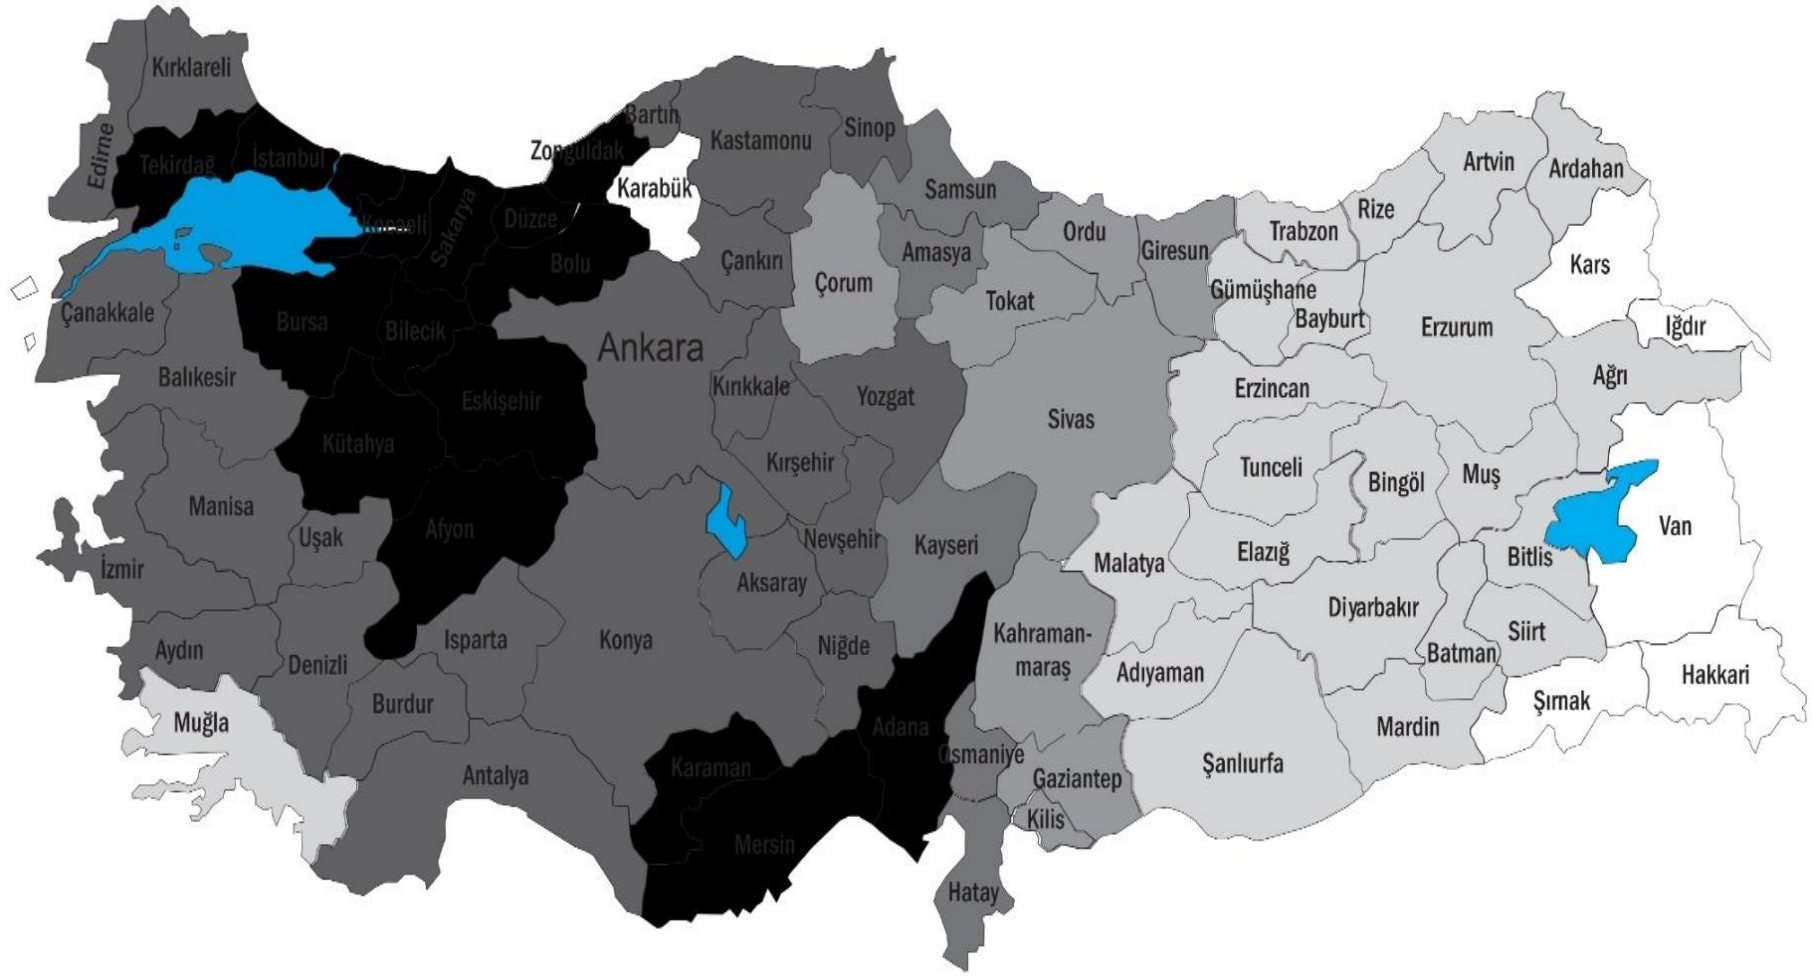 Kırklareli
Edirne
Tekirdağ
İstanbul
Kocaeli
Sakarya
Düzce
Zonguldak
Bartın
Karabük
Kastamonu
Sinop
Samsun
Ordu
Giresun
Trabzon
Rize
Artvin
Ardahan
Kars
Iğdır
Ağrı
Erzurum
Bayburt
Gümüşhane
Tokat
Amasya
Çorum
Çankırı
Bolu
Bilecik
Bursa
Çanakkale
Balıkesir
Kütahya
Eskişehir
Ankara
Kırıkkale
Yozgat
Sivas
Erzincan
Tunceli
Bingöl
Muş
Van
Bitlis
Elazığ
Malatya
Kayseri
Nevşehir
Kırşehir
Aksaray
Afyon
Uşak
Manisa
İzmir
Aydın
Denizli
Isparta
Konya
Niğde
Kahraman-
maraş
Adıyaman
Diyarbakır
Batman
Siirt
Hakkari
Şırnak
Mardin
Şanlıurfa
Gaziantep
Kilis
Osmaniye
Adana
Karaman
Mersin
Antalya
Burdur
Muğla
Hatay